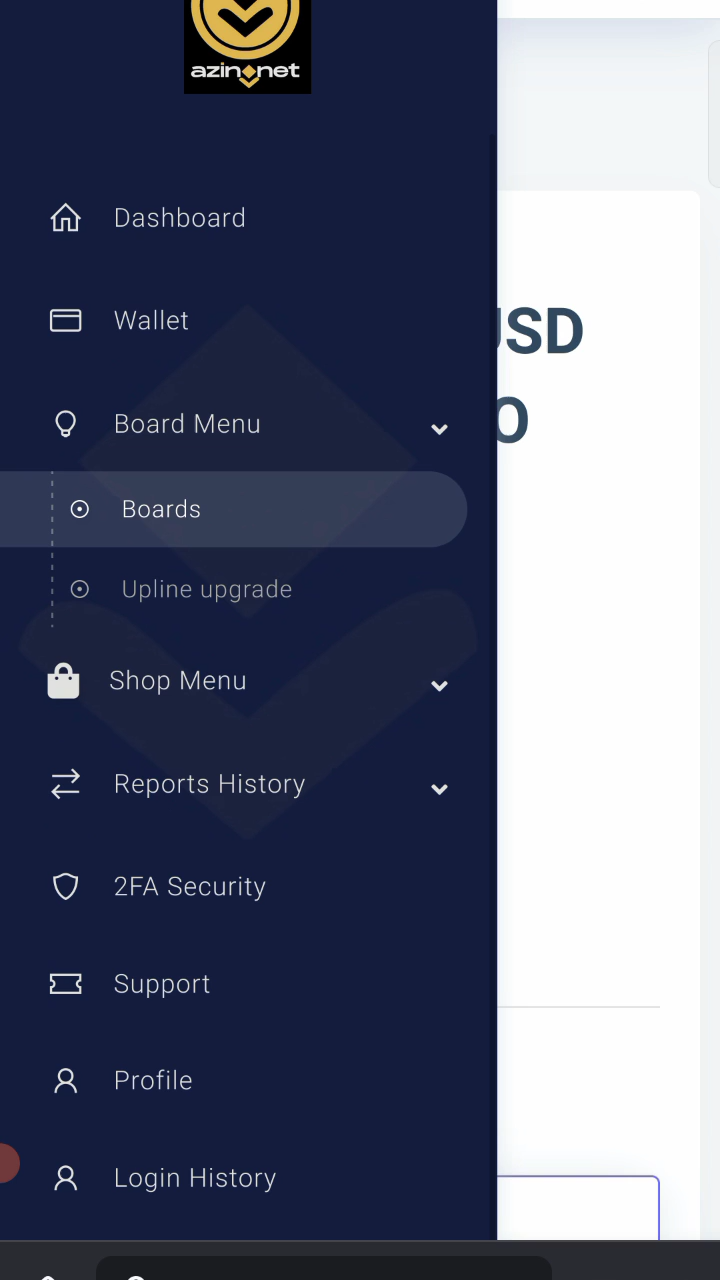 azin net
Dashboard
Wallet
USD
Board Menu
O
Boards
Upline upgrade
Shop Menu
Reports History
2FA Security
Support
Profile
Login History